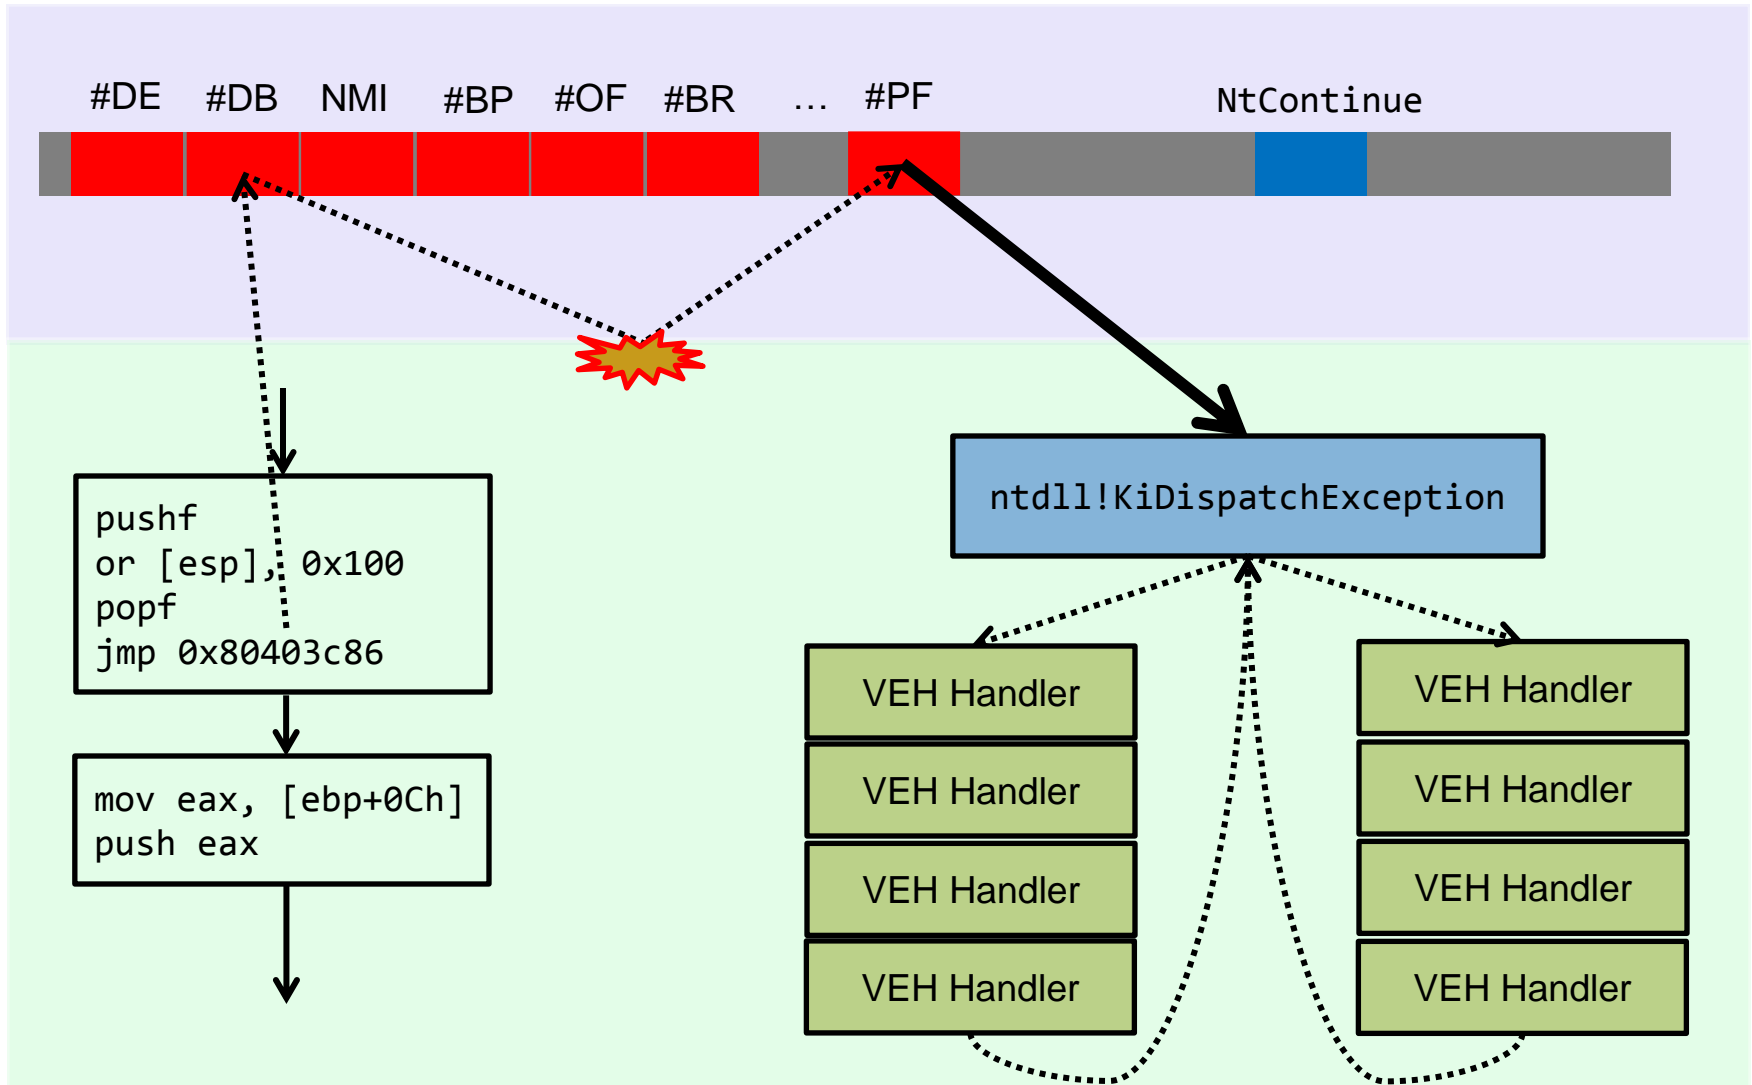 #DE #DB NMI #BP #OF #BR ... #PF NtContinue
pushf
or [esp], 0x100
popf
jmp 0x80403c86
mov eax, [ebp+0Ch]
push eax
ntdll!KiDispatchException
VEH Handler
VEH Handler
VEH Handler
VEH Handler
VEH Handler
VEH Handler
VEH Handler
VEH Handler